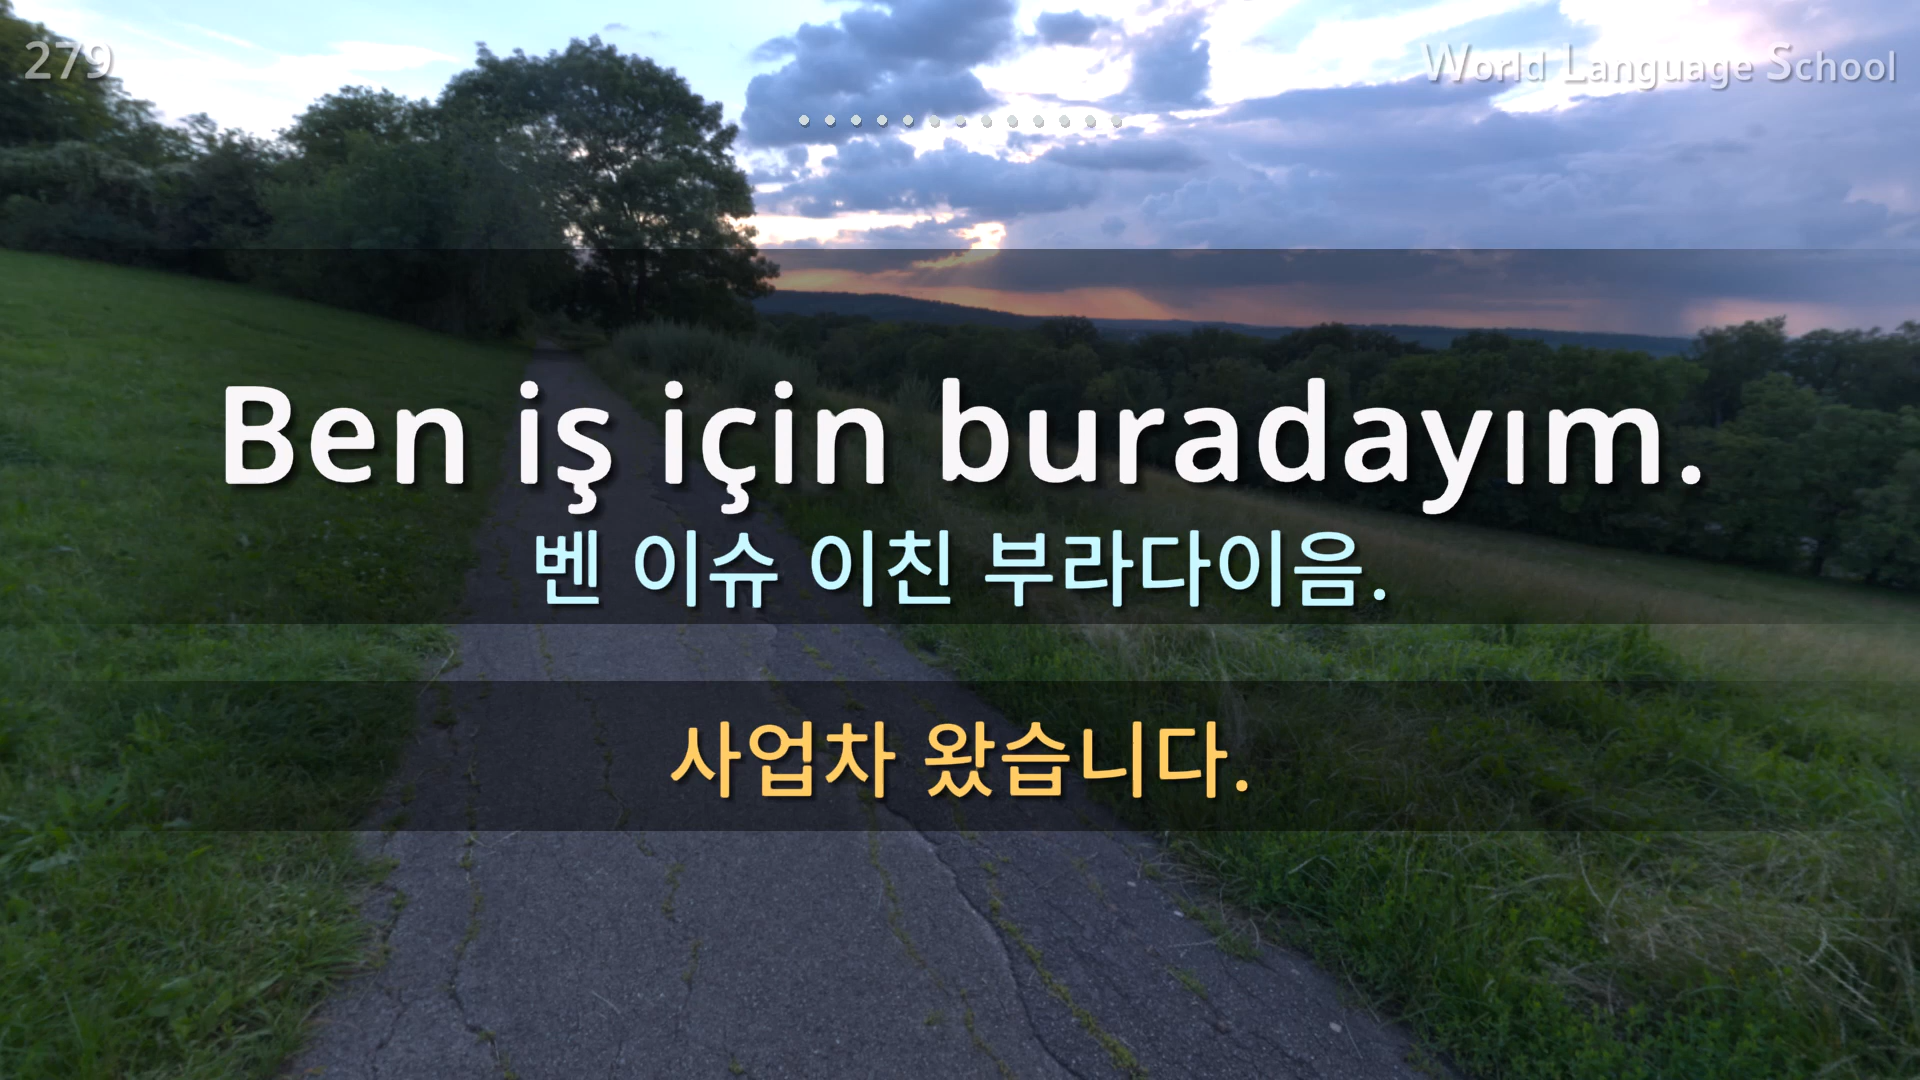 279
World Language School
Ben iş için buradayım.
벤 이슈 이친 부라다이음.
사업차 왔습니다.